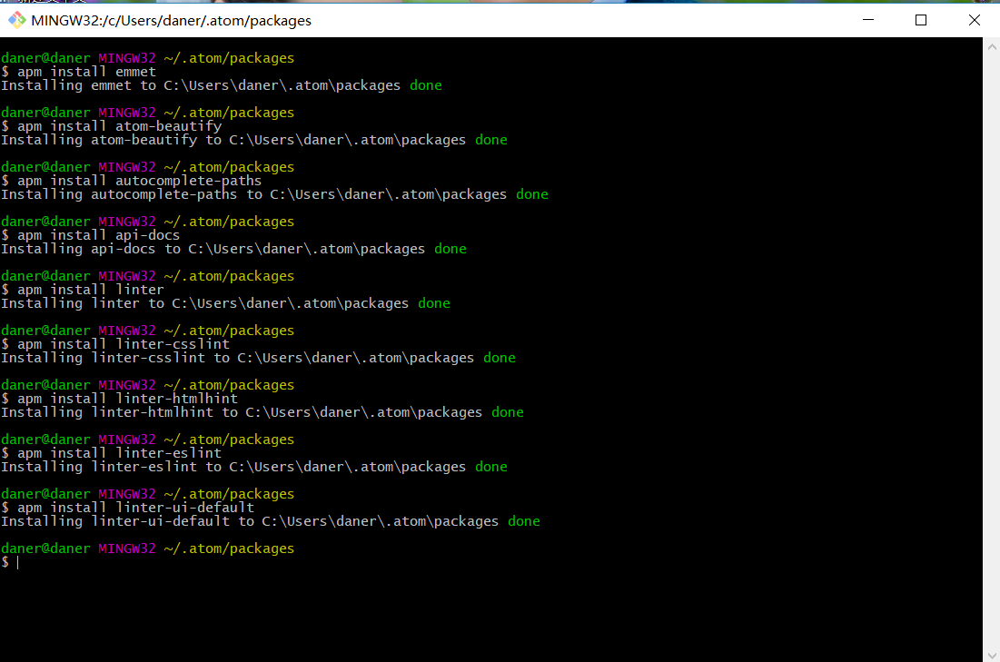 MINGW32:/c/Users/daner/.atom/packages
daner@daner MINGW32 ~/.atom/packages
$ apm install emmet
Installing emmet to C:\Users\daner\.atom\packages done
daner@daner MINGW32 ~/.atom/packages
$ apm install atom-beautify
Installing atom-beautify to C:\Users\daner\.atom\packages done
daner@daner MINGW32 ~/.atom/packages
$ apm install autocomplete-paths
Installing autocomplete-paths to C:\Users\daner\.atom\packages done
daner@daner MINGW32 ~/.atom/packages
$ apm install api-docs
Installing api-docs to C:\Users\daner\.atom\packages done
daner@daner MINGW32 ~/.atom/packages
$ apm install linter
Installing linter to C:\Users\daner\.atom\packages done
daner@daner MINGW32 ~/.atom/packages
$ apm install linter-csslint
Installing linter-csslint to C:\Users\daner\.atom\packages done
daner@daner MINGW32 ~/.atom/packages
$ apm install linter-htmlhint
Installing linter-htmlhint to C:\Users\daner\.atom\packages done
daner@daner MINGW32 ~/.atom/packages
$ apm install linter-eslint
Installing linter-eslint to C:\Users\daner\.atom\packages done
daner@daner MINGW32 ~/.atom/packages
$ apm install linter-ui-default
Installing linter-ui-default to C:\Users\daner\.atom\packages done
daner@daner MINGW32 ~/.atom/packages
$